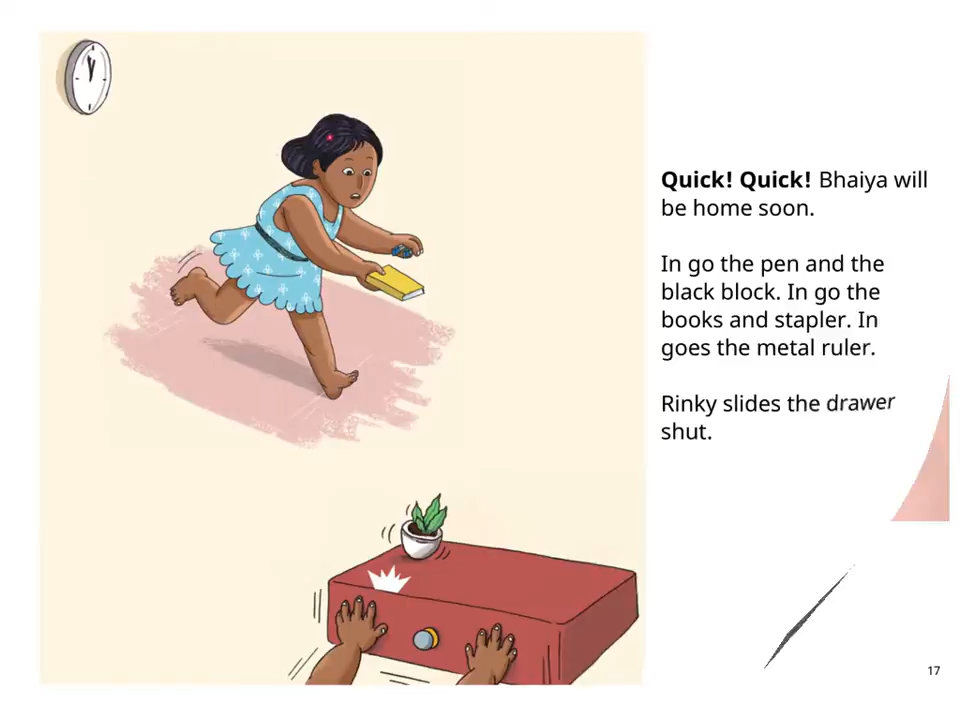 Quick! Quick! Bhaiya will
be home soon.
In go the pen and the
black block. In go the
books and stapler. In
goes the metal ruler.
Rinky slides the drawer
shut.
17